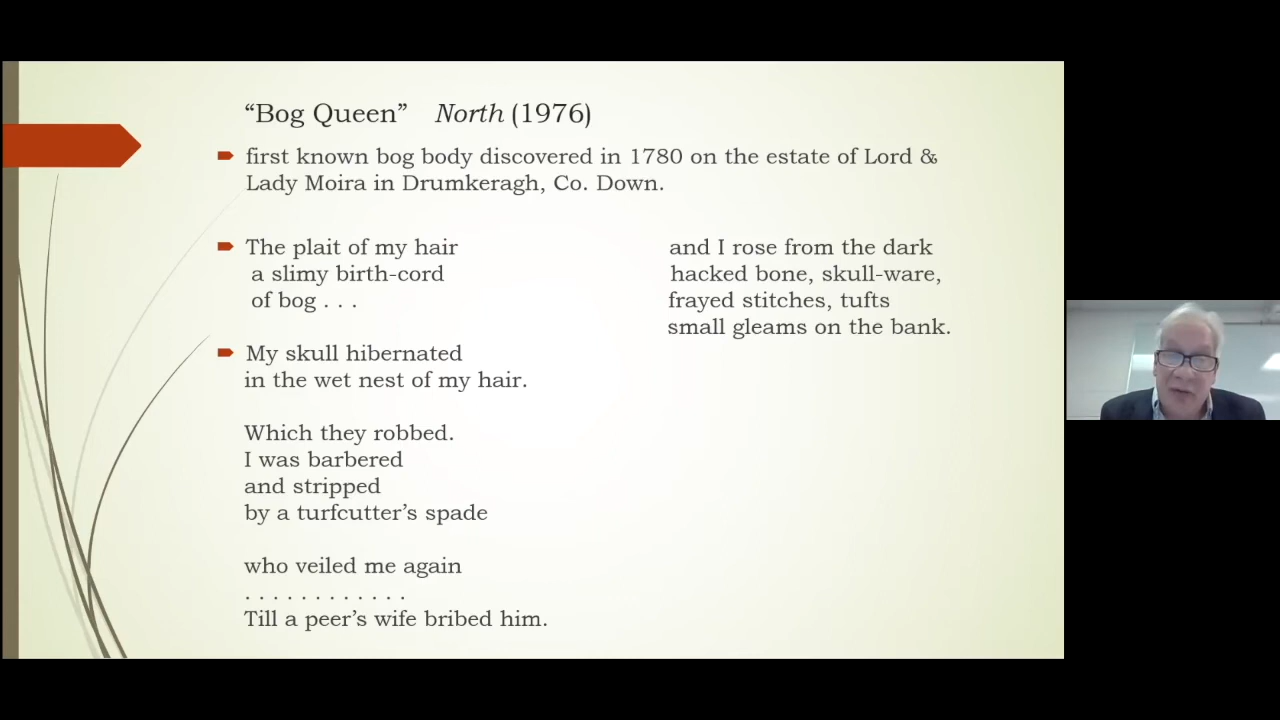 “Bog Queen” North (1976)
first known bog body discovered in 1780 on the estate of Lord &
Lady Moira in Drumkeragh, Co. Down.
The plait of my hair
a slimy birth-cord
of bog . . .
My skull hibernated
in the wet nest of my hair.
Which they robbed.
I was barbered
and stripped
by a turfcutter’s spade
who veiled me again
. . . . . . . . . . . .
Till a peer’s wife bribed him.
and I rose from the dark
hacked bone, skull-ware,
frayed stitches, tufts
small gleams on the bank.